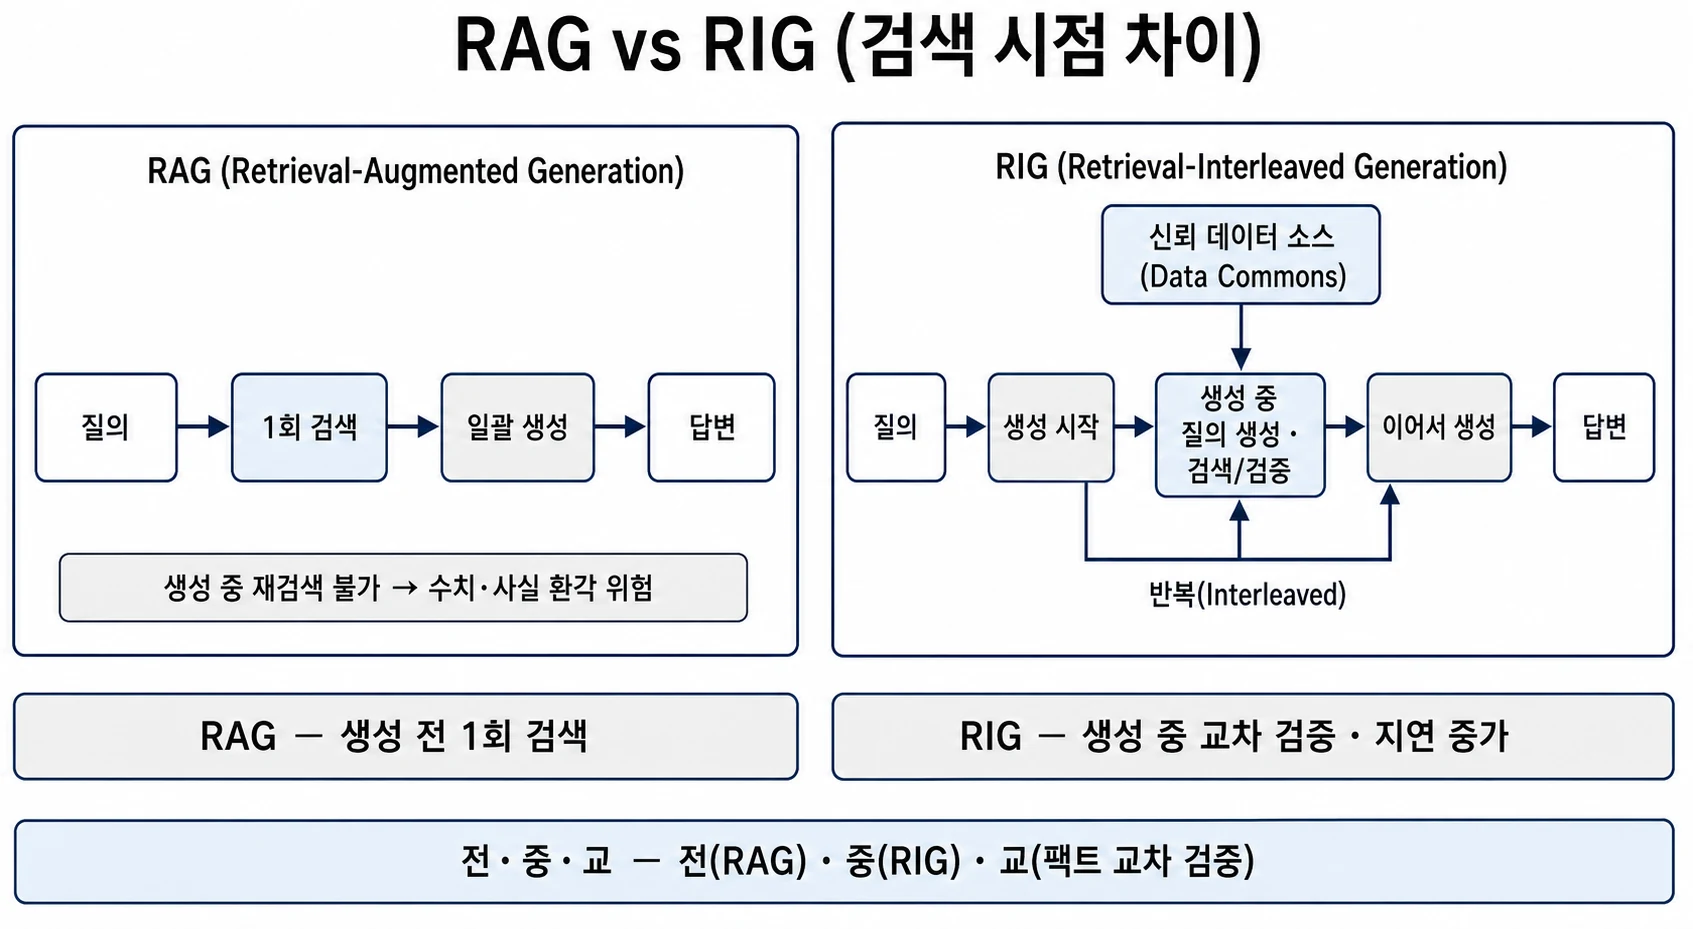 RAG vs RIG (검색 시점 차이)
RAG (Retrieval-Augmented Generation)
질의
1회 검색
일괄 생성
답변
생성 중 재검색 불가 → 수치·사실 환각 위험
RIG (Retrieval-Interleaved Generation)
신뢰 데이터 소스
(Data Commons)
질의
생성 시작
생성 중
질의 생성 ·
검색/검중
이어서 생성
답변
반복(Interleaved)
RAG — 생성 전 1회 검색
RIG — 생성 중 교차 검중 · 지연 중가
전 · 중 · 교 — 전(RAG) · 중(RIG) · 교(팩트 교차 검중)